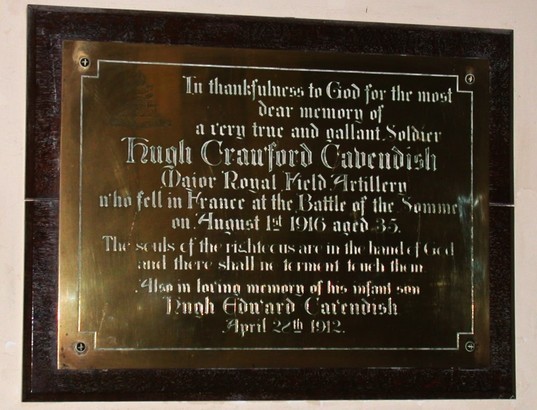 In thankfulness to God for the most
dear memory of
a very true and gallant Soldier
Hugh Crauford Cavendish
Major Royal Field Artillery
who fell in France at the Battle of the Somme
on August 1st 1916 aged 35.
The souls of the righteous are in the hand of God
and there shall no torment touch them
Also in loving memory of his infant son
Hugh Edward Cavendish
April 27th 1912.